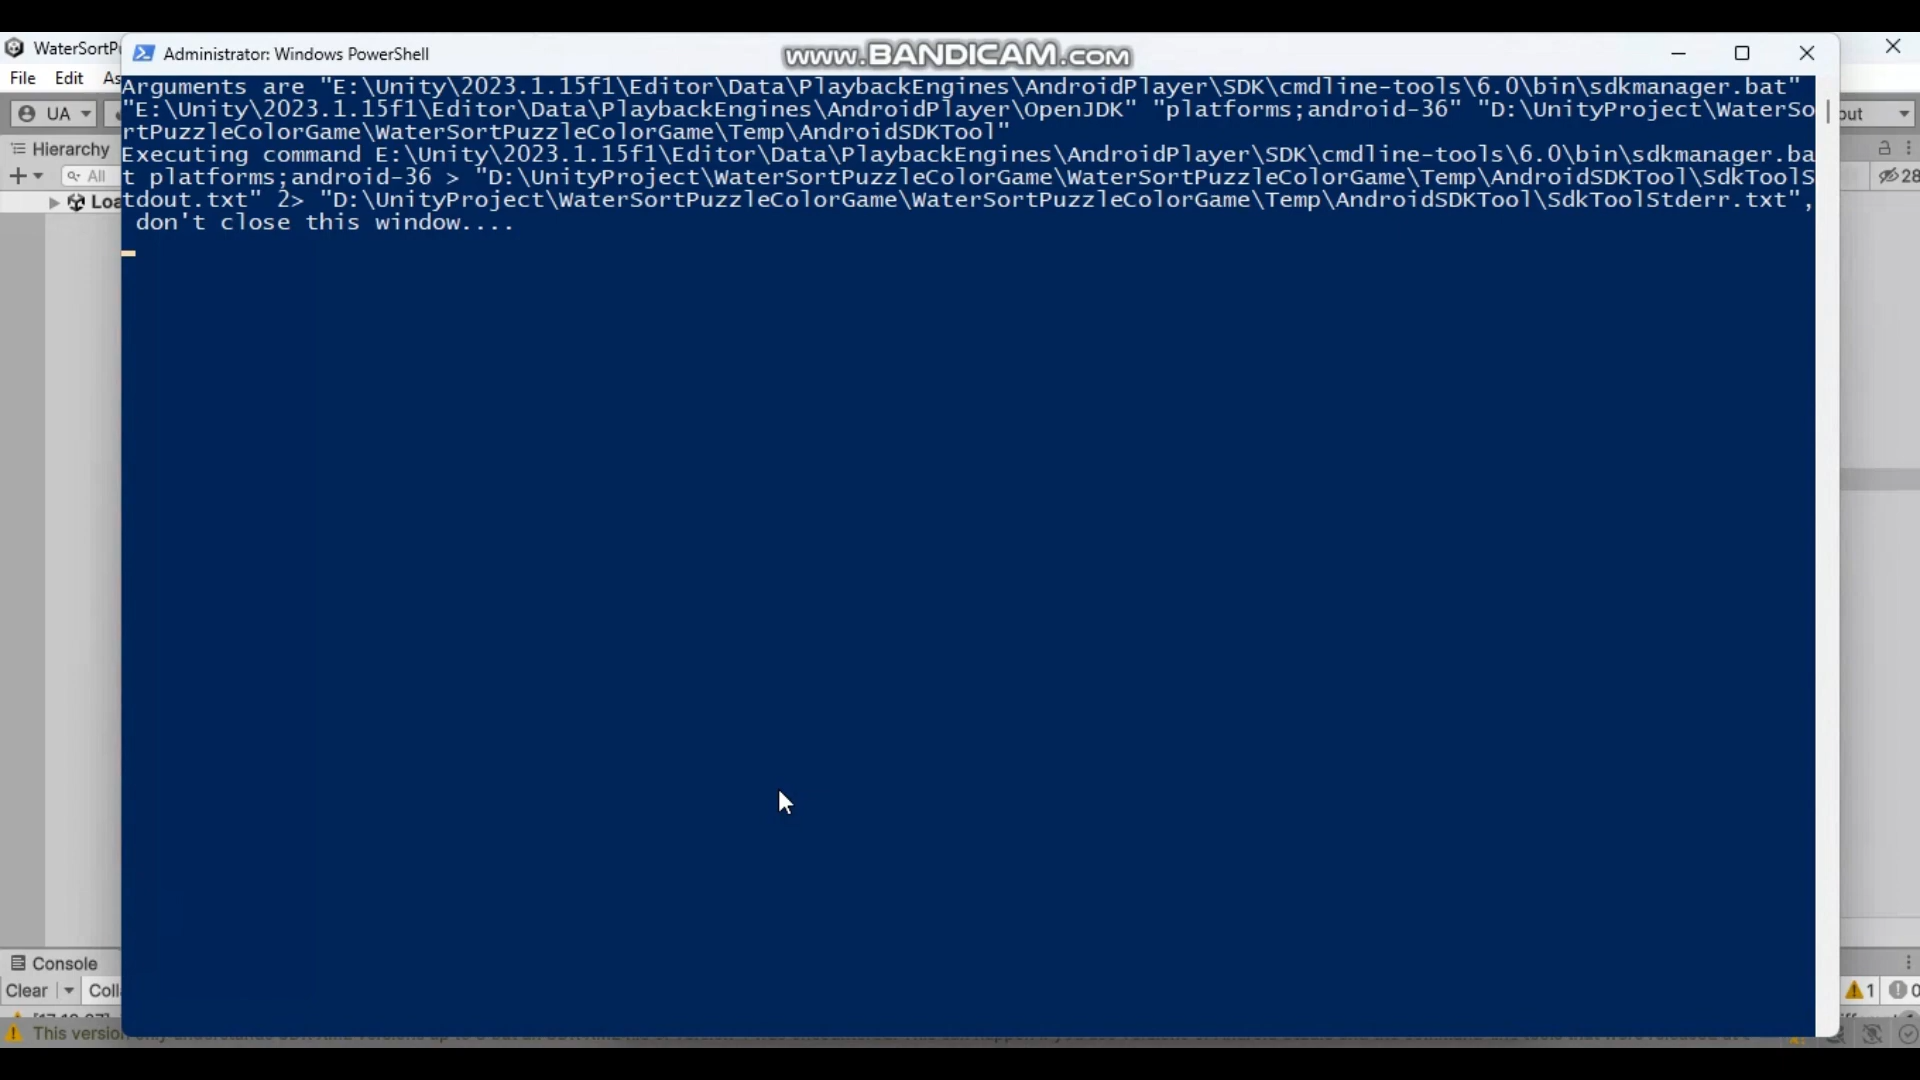 www.BANDICAM.com
WaterSortPu
Administrator: Windows PowerShell
File Edit As
UA
out
Hierarchy
All
28
Loa
Arguments are "E:\Unity\2023.1.15f1\Editor\Data\PlaybackEngines\AndroidPlayer\SDK\cmdline-tools\6.0\bin\sdkmanager.bat"
"E:\Unity\2023.1.15f1\Editor\Data\PlaybackEngines\AndroidPlayer\OpenJDK" "platforms;android-36" "D:\UnityProject\WaterSo
rtPuzzleColorGame\WaterSortPuzzleColorGame\Temp\AndroidSDKTool"
Executing command E:\Unity\2023.1.15f1\Editor\Data\PlaybackEngines\AndroidPlayer\SDK\cmdline-tools\6.0\bin\sdkmanager.ba
t platforms;android-36 > "D:\UnityProject\WaterSortPuzzleColorGame\WaterSortPuzzleColorGame\Temp\AndroidSDKTool\SdkToolS
tdout.txt" 2> "D:\UnityProject\WaterSortPuzzleColorGame\WaterSortPuzzleColorGame\Temp\AndroidSDKTool\SdkToolStderr.txt",
don't close this window....
Console
Clear Colla
1 0
This version